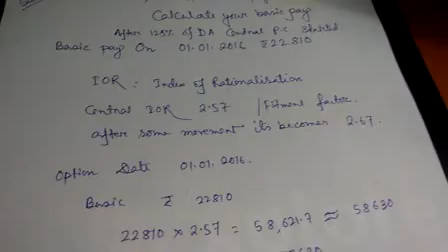 Calculate your basic pay
After 125% of DA Central P.C Started
Basic pay On 01.01.2016 ₹22810
IOR : Index of Rationalisation
Central IOR 2.57 / Fitment factor
after some movement its becomes 2.67.
Option Date 01.01.2016.
Basic ₹ 22810
22810 × 2.57 = 58,621.7 ≈ 58630